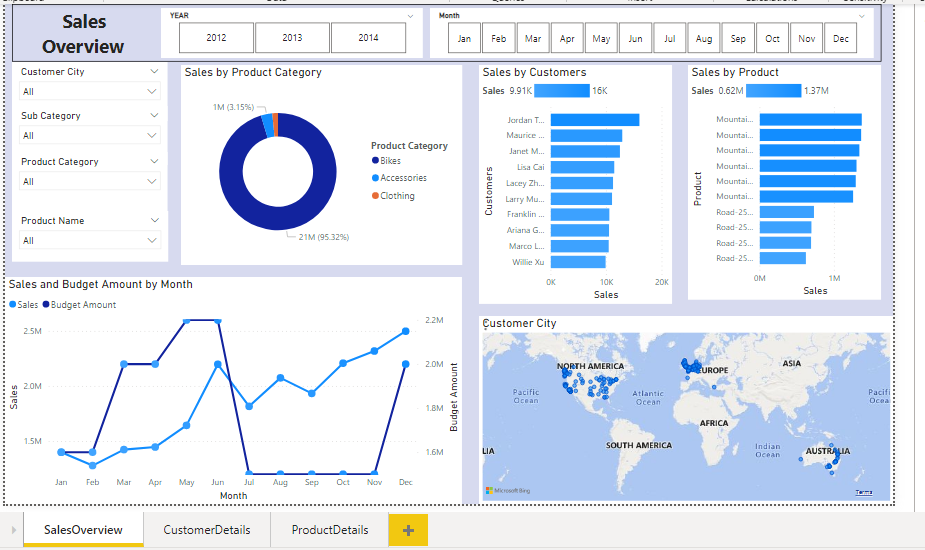 Sales
Overview
YEAR
2012
2013
2014
Month
Jan
Feb
Mar
Apr
May
Jun
Jul
Aug
Sep
Oct
Nov
Dec
Customer City
All
Sub Category
All
Product Category
All
Product Name
All
Sales by Product Category
1M (3.15%)
21M (95.32%)
Product Category
Bikes
Accessories
Clothing
Sales by Customers
Sales 9.91K 16K
Customers
Jordan T...
Maurice ...
Janet M...
Lisa Cai
Lacey Zh...
Larry Mu...
Franklin ...
Ariana G...
Marco L...
Willie Xu
0K 10K 20K
Sales
Sales by Product
Sales 0.62M 1.37M
Product
Mountai...
Mountai...
Mountai...
Mountai...
Mountai...
Mountai...
Road-25...
Road-25...
Road-25...
Road-25...
0M 1M
Sales
Sales and Budget Amount by Month
Sales Budget Amount
Sales
2.5M
2.0M
1.5M
2.2M
2.0M
1.8M
1.6M
Budget Amount
Jan Feb Mar Apr May Jun Jul Aug Sep Oct Nov Dec
Month
Customer City
NORTH AMERICA
EUROPE
ASIA
Pacific
Ocean
Atlantic
Ocean
AFRICA
SOUTH AMERICA
Indian
Ocean
AUSTRALIA
LIA
Pacifi
Ocea
Microsoft Bing
Terms
SalesOverview
CustomerDetails
ProductDetails
+